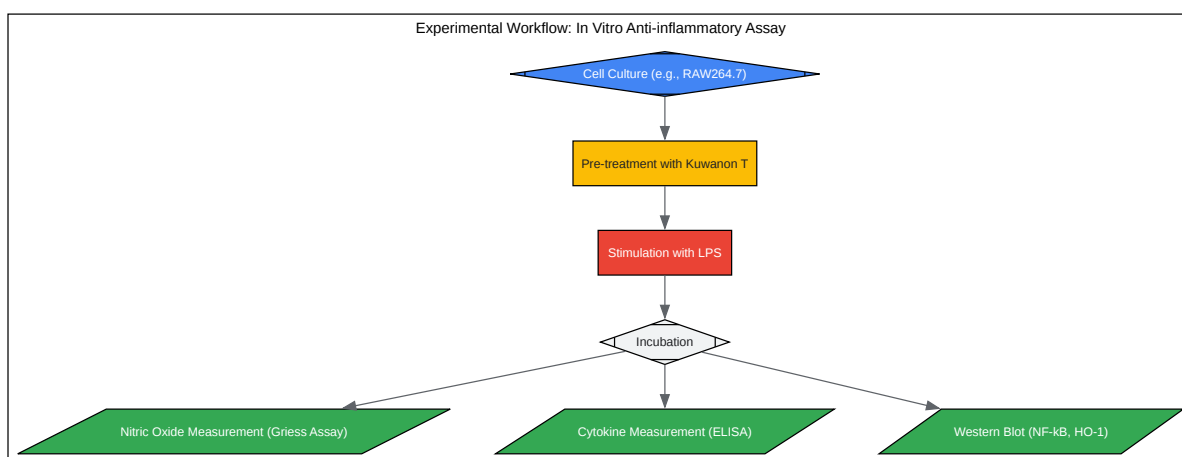 Experimental Workflow: In Vitro Anti-inflammatory Assay
Cell Culture (e.g., RAW264.7)
Pre-treatment with Kuwanon T
Stimulation with LPS
Incubation
Nitric Oxide Measurement (Griess Assay)
Cytokine Measurement (ELISA)
Western Blot (NF-kB, HO-1)